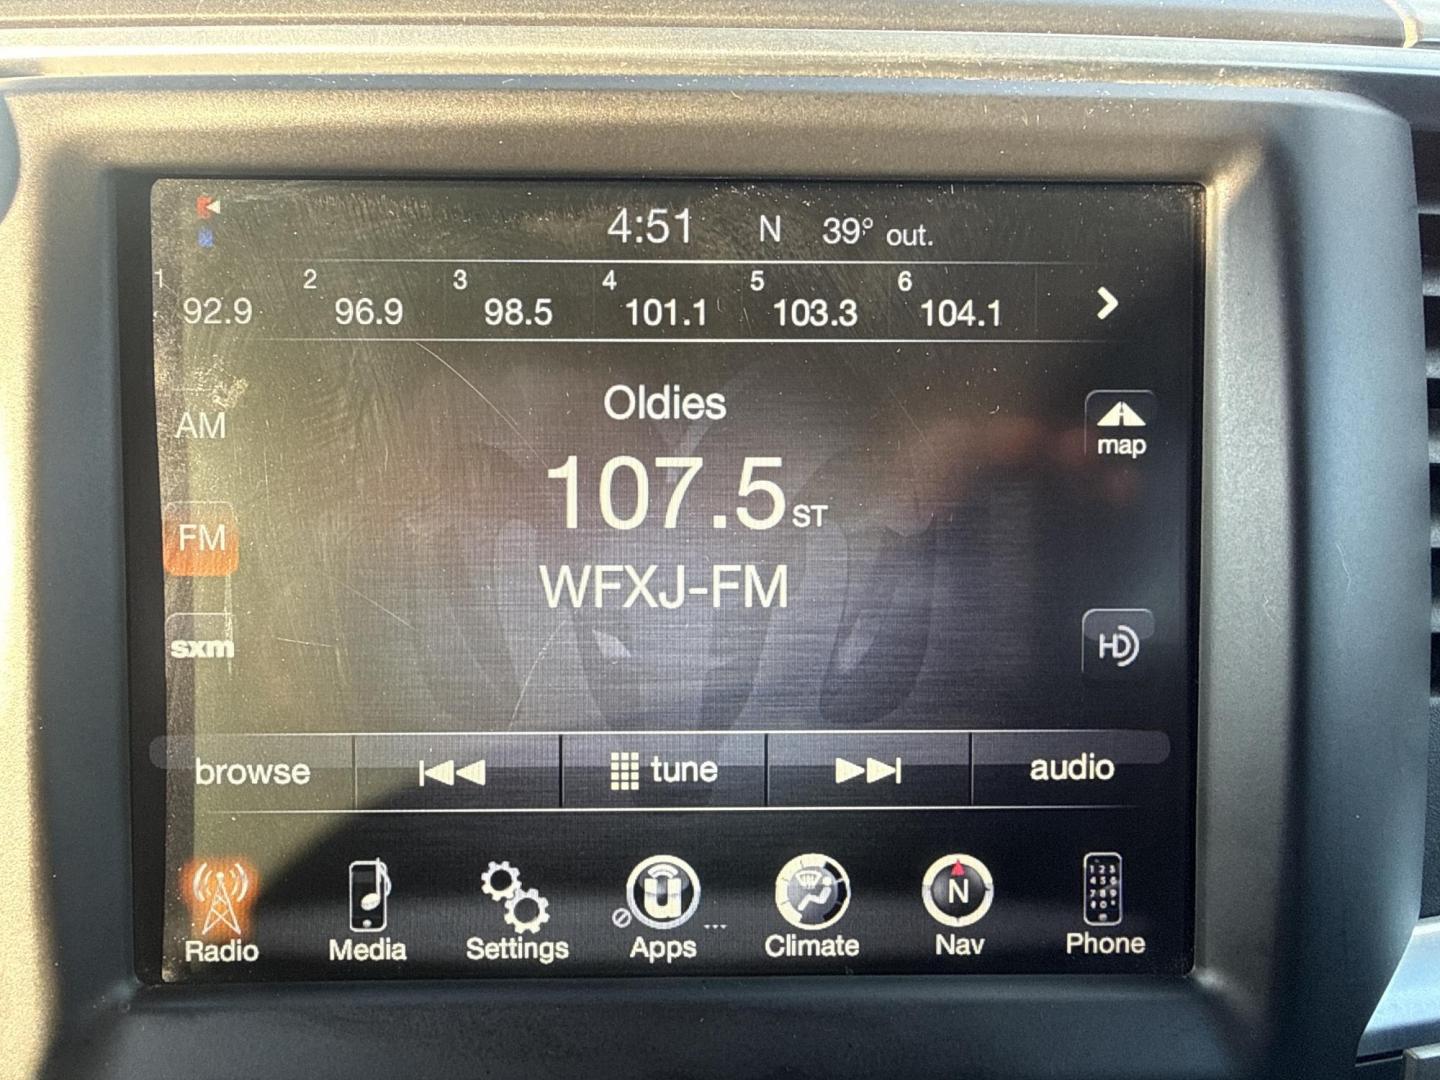 4:51 N 39° out.
1 92.9 2 96.9 3 98.5 4 101.1 5 103.3 6 104.1
Oldies
AM
map
107.5 ST
FM
WFXJ-FM
sxm
HD
browse tune audio
Radio Media Settings Apps Climate Nav Phone